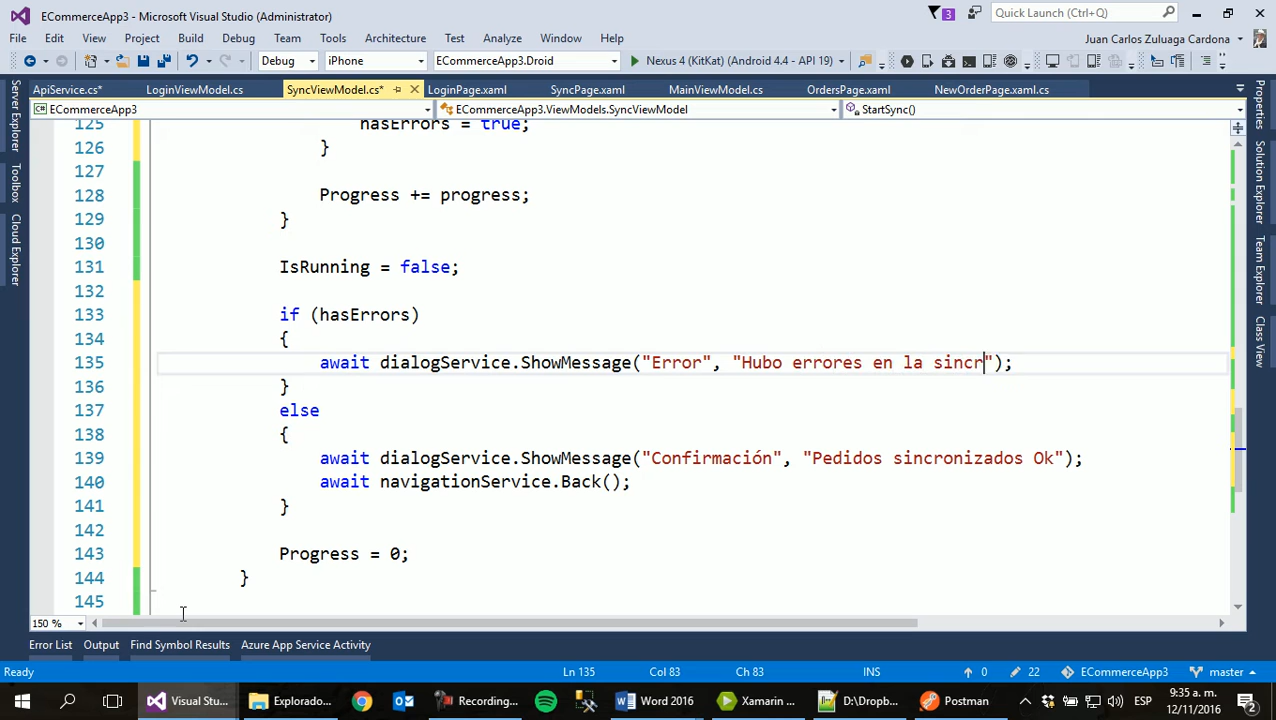 ECommerceApp3 - Microsoft Visual Studio (Administrator)
3
Quick Launch (Ctrl+Q)
File Edit View Project Build Debug Team Tools Architecture Test Analyze Window Help
Juan Carlos Zuluaga Cardona
Debug iPhone ECommerceApp3.Droid Nexus 4 (KitKat) (Android 4.4 - API 19)
ApiService.cs* LoginViewModel.cs SyncViewModel.cs* LoginPage.xaml SyncPage.xaml MainViewModel.cs OrdersPage.xaml NewOrderPage.xaml.cs
ECommerceApp3 ECommerceApp3.ViewModels.SyncViewModel StartSync()
Server Explorer
Toolbox
Cloud Explorer
125 hasErrors = true;
126 }
127
128 Progress += progress;
129 }
130
131 IsRunning = false;
132
133 if (hasErrors)
134 {
135 await dialogService.ShowMessage("Error", "Hubo errores en la sincr");
136 }
137 else
138 {
139 await dialogService.ShowMessage("Confirmación", "Pedidos sincronizados Ok");
140 await navigationService.Back();
141 }
142
143 Progress = 0;
144 }
145
Properties
Solution Explorer
Team Explorer
Class View
150 %
Error List Output Find Symbol Results Azure App Service Activity
Ready Ln 135 Col 83 Ch 83 INS 0 22 ECommerceApp3 master
Visual Stu... Explorado... Recording... Word 2016 Xamarin ... D:\Dropb... Postman ESP
9:35 a. m.
12/11/2016
2